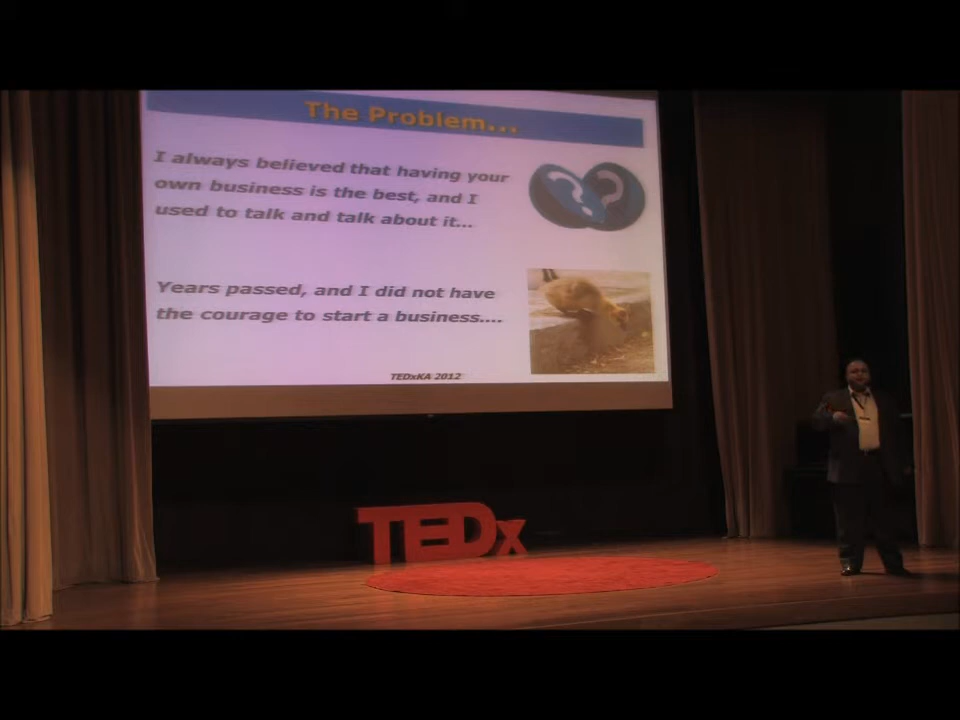 The Problem...
I always believed that having your
own business is the best, and I
used to talk and talk about it...
Years passed, and I did not have
the courage to start a business....
TEDxKA 2012
TEDx